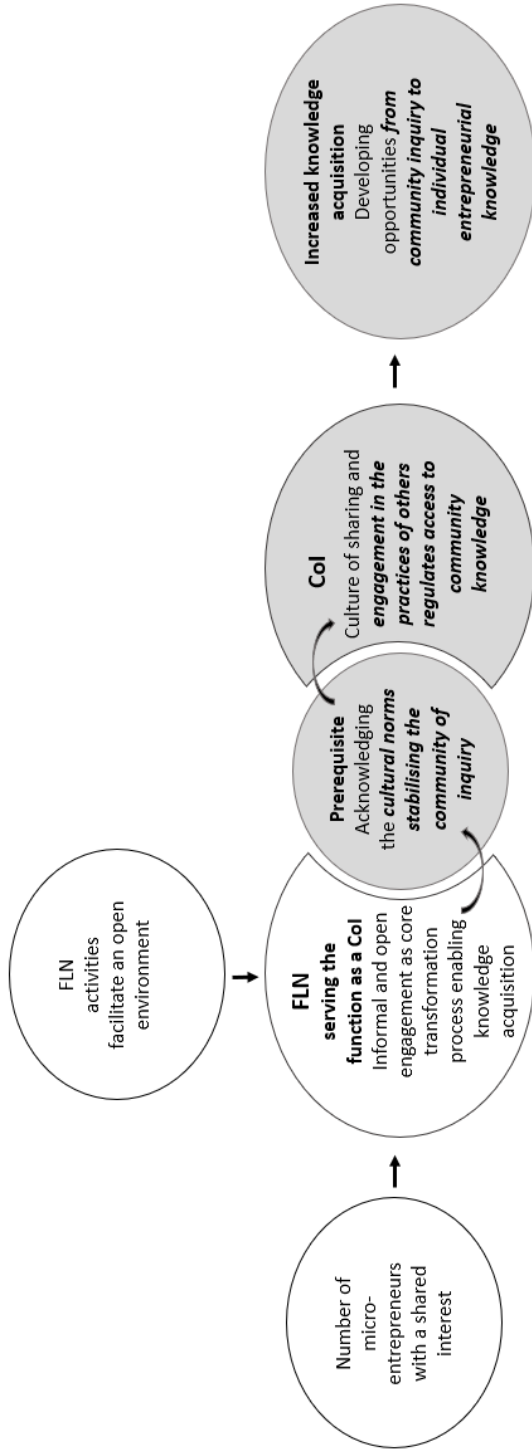 Number of
micro-
entrepreneurs
with a shared
interest
FLN
activities
facilitate an open
environment
FLN
serving the
function as a CoI
Informal and open
engagement as core
transformation
process enabling
knowledge
acquisition
Prerequisite
Acknowledging
the cultural norms
stabilising the
community of
inquiry
CoI
Culture of sharing and
engagement in the
practices of others
regulates access to
community
knowledge
Increased knowledge
acquisition
Developing
opportunities from
community inquiry to
individual
entrepreneurial
knowledge